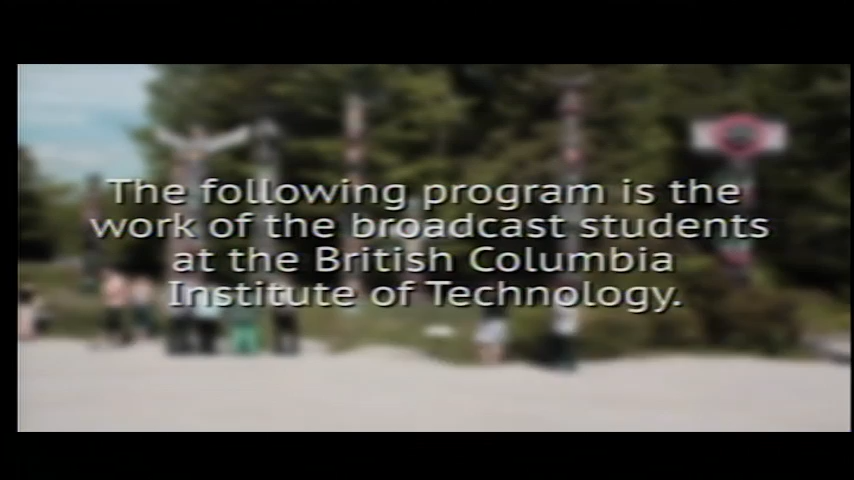 The following program is the
work of the broadcast students
at the British Columbia
Institute of Technology.